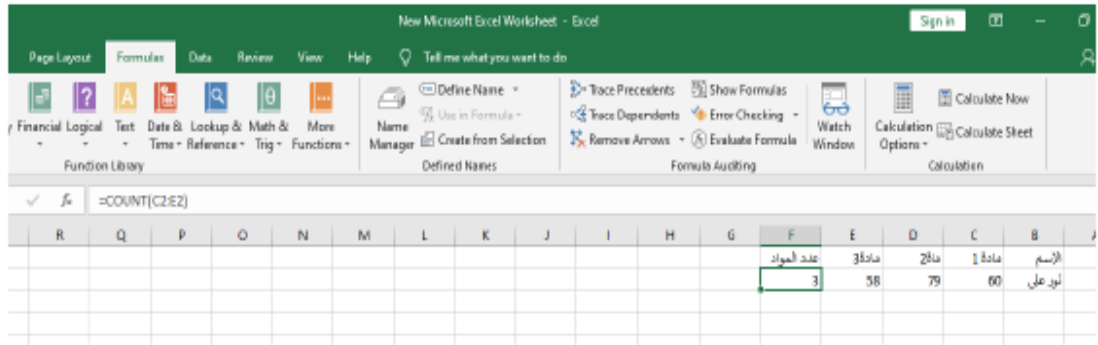 New Microsoft Excel Worksheet - Excel
Sign in
Page Layout Formulas Data Review View Help Tell me what you want to do
Financial Logical Text Date & Time Lookup & Reference Math & Trig More Functions
Function Library
Name Manager
Define Name
Use in Formula
Create from Selection
Defined Names
Trace Precedents Show Formulas
Trace Dependents Error Checking
Remove Arrows Evaluate Formula
Watch Window
Formula Auditing
Calculation Options
Calculate Now
Calculate Sheet
Calculation
fx =COUNT(C2:E2)
R Q P O N M L K J I H G F E D C B
الاسم مادة 1 مادة2 مادة3 عدد المواد
نور علي 60 79 58 3